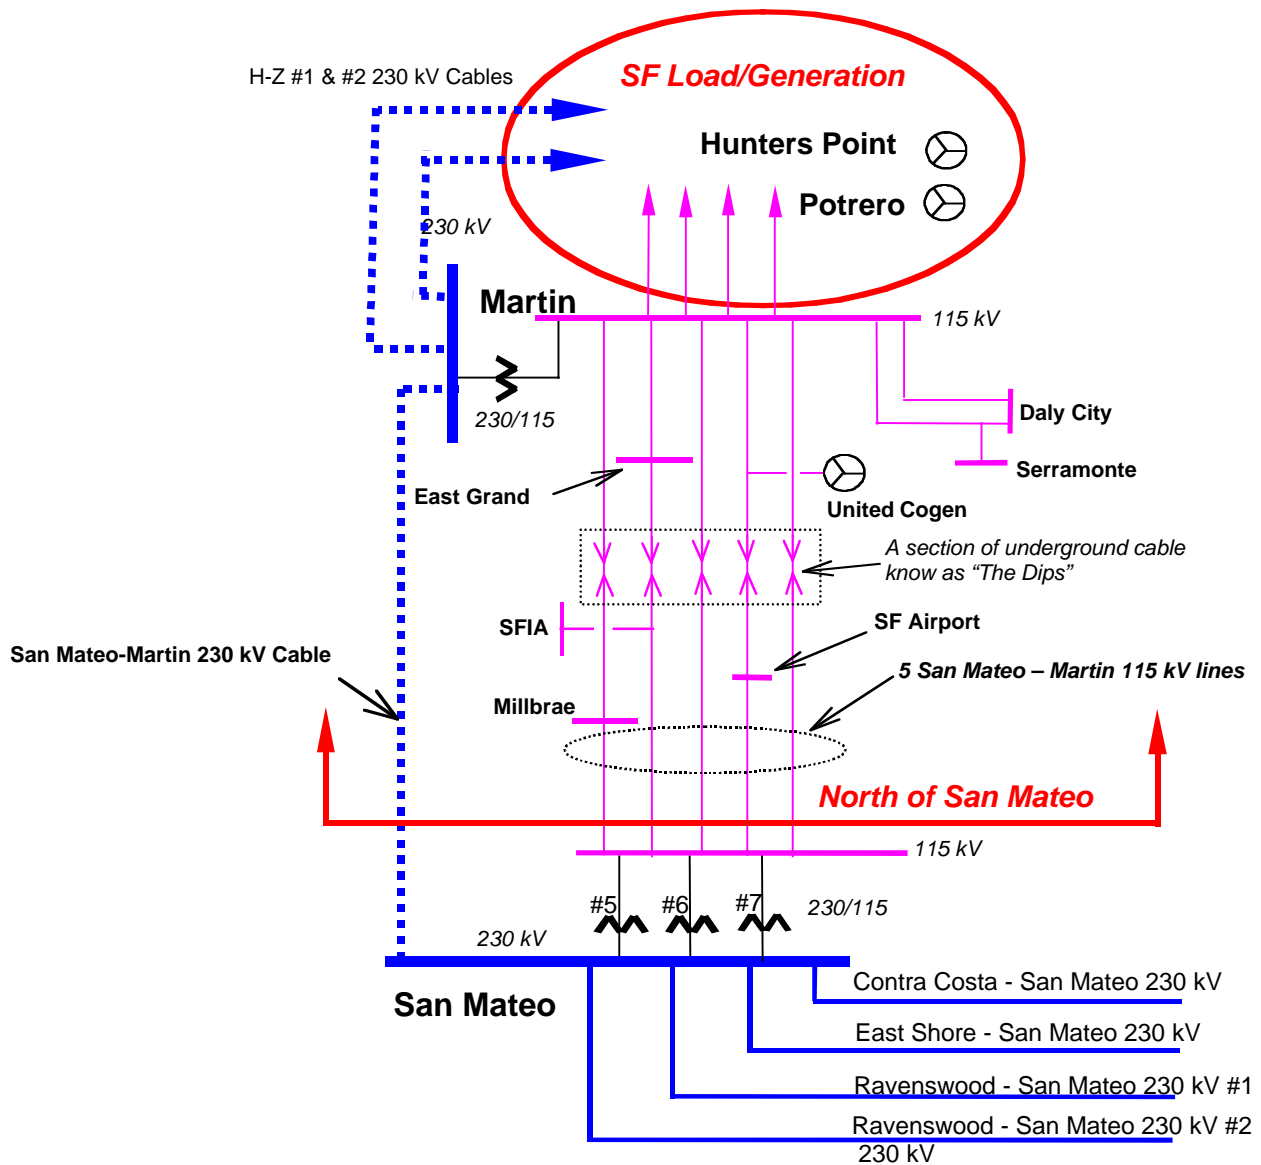 SF Load/Generation
H-Z #1 & #2 230 kV Cables
Hunters Point
Potrero
230 kV
Martin
115 kV
230/115
Daly City
Serramonte
East Grand
United Cogen
A section of underground cable
know as “The Dips”
SFIA
SF Airport
San Mateo-Martin 230 kV Cable
5 San Mateo – Martin 115 kV lines
Millbrae
North of San Mateo
115 kV
#5
#6
#7
230/115
230 kV
San Mateo
Contra Costa - San Mateo 230 kV
East Shore - San Mateo 230 kV
Ravenswood - San Mateo 230 kV #1
Ravenswood - San Mateo 230 kV #2
230 kV